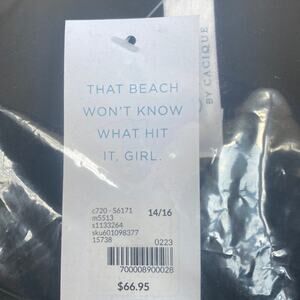 THAT BEACH
WON'T KNOW
WHAT HIT
IT, GIRL.
BY CACIQUE
c720 - 56171
m5513
s1133264
sku601098377
15738
14/16
0223
700008900028
$66.95